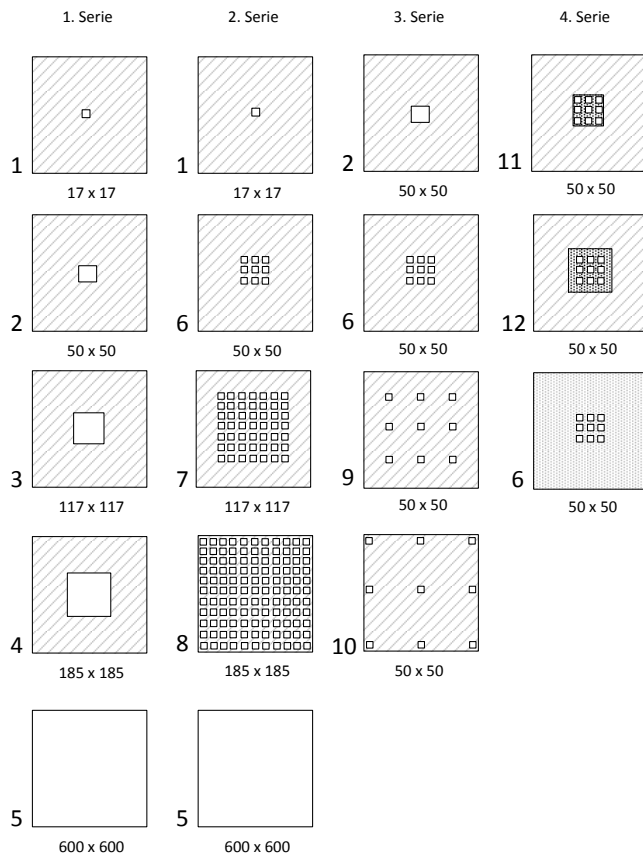 1. Serie 2. Serie 3. Serie 4. Serie
1 1 2 11
17 x 17 17 x 17 50 x 50 50 x 50
2 6 6 12
50 x 50 50 x 50 50 x 50 50 x 50
3 7 9 6
117 x 117 117 x 117 50 x 50 50 x 50
4 8 10
185 x 185 185 x 185 50 x 50
5 5
600 x 600 600 x 600